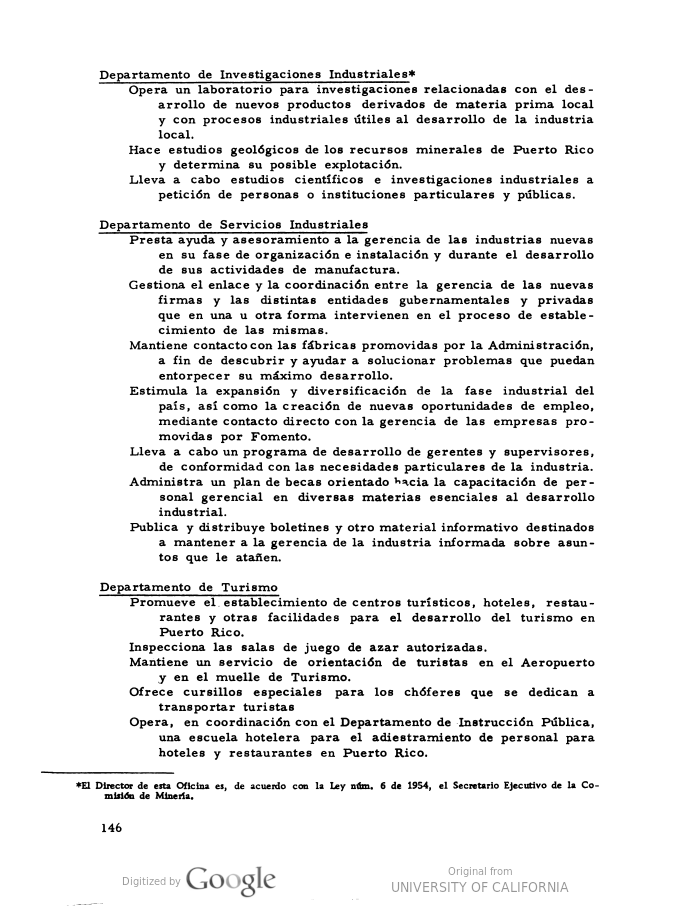 Departamento de Investigaciones Industriales*
Opera un laboratorio para investigaciones relacionadas con el des-
arrollo de nuevos productos derivados de materia prima local
y con procesos industriales útiles al desarrollo de la industria
local.
Hace estudios geológicos de los recursos minerales de Puerto Rico
y determina su posible explotación.
Lleva a cabo estudios científicos e investigaciones industriales a
petición de personas o instituciones particulares y públicas.
Departamento de Servicios Industriales
Presta ayuda y asesoramiento a la gerencia de las industrias nuevas
en su fase de organización e instalación y durante el desarrollo
de sus actividades de manufactura.
Gestiona el enlace y la coordinación entre la gerencia de las nuevas
firmas y las distintas entidades gubernamentales y privadas
que en una u otra forma intervienen en el proceso de estable-
cimiento de las mismas.
Mantiene contacto con las fábricas promovidas por la Administración,
a fin de descubrir y ayudar a solucionar problemas que puedan
entorpecer su máximo desarrollo.
Estimula la expansión y diversificación de la fase industrial del
país, así como la creación de nuevas oportunidades de empleo,
mediante contacto directo con la gerencia de las empresas pro-
movidas por Fomento.
Lleva a cabo un programa de desarrollo de gerentes y supervisores,
de conformidad con las necesidades particulares de la industria.
Administra un plan de becas orientado hacia la capacitación de per-
sonal gerencial en diversas materias esenciales al desarrollo
industrial.
Publica y distribuye boletines y otro material informativo destinados
a mantener a la gerencia de la industria informada sobre asun-
tos que le atañen.
Departamento de Turismo
Promueve el establecimiento de centros turísticos, hoteles, restau-
rantes y otras facilidades para el desarrollo del turismo en
Puerto Rico.
Inspecciona las salas de juego de azar autorizadas.
Mantiene un servicio de orientación de turistas en el Aeropuerto
y en el muelle de Turismo.
Ofrece cursillos especiales para los chóferes que se dedican a
transportar turistas
Opera, en coordinación con el Departamento de Instrucción Pública,
una escuela hotelera para el adiestramiento de personal para
hoteles y restaurantes en Puerto Rico.
*El Director de esta Oficina es, de acuerdo con la Ley núm. 6 de 1954, el Secretario Ejecutivo de la Co-
misión de Minería.
146
Digitized by Google
Original from
UNIVERSITY OF CALIFORNIA